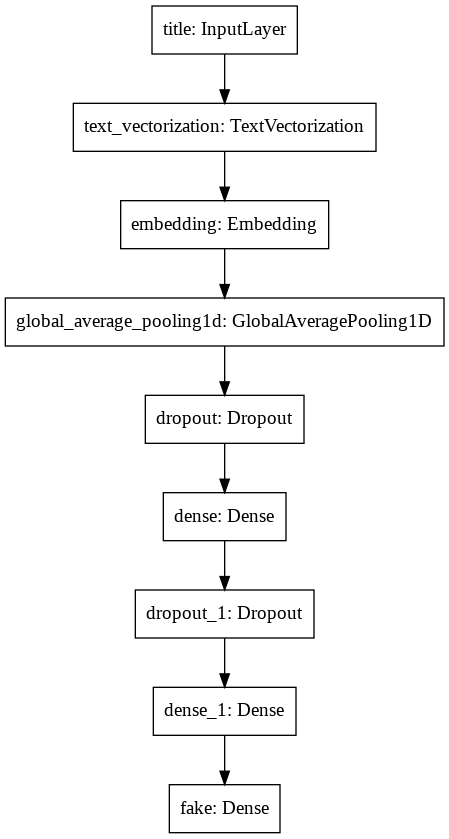 title: InputLayer
text_vectorization: TextVectorization
embedding: Embedding
global_average_pooling1d: GlobalAveragePooling1D
dropout: Dropout
dense: Dense
dropout_1: Dropout
dense_1: Dense
fake: Dense